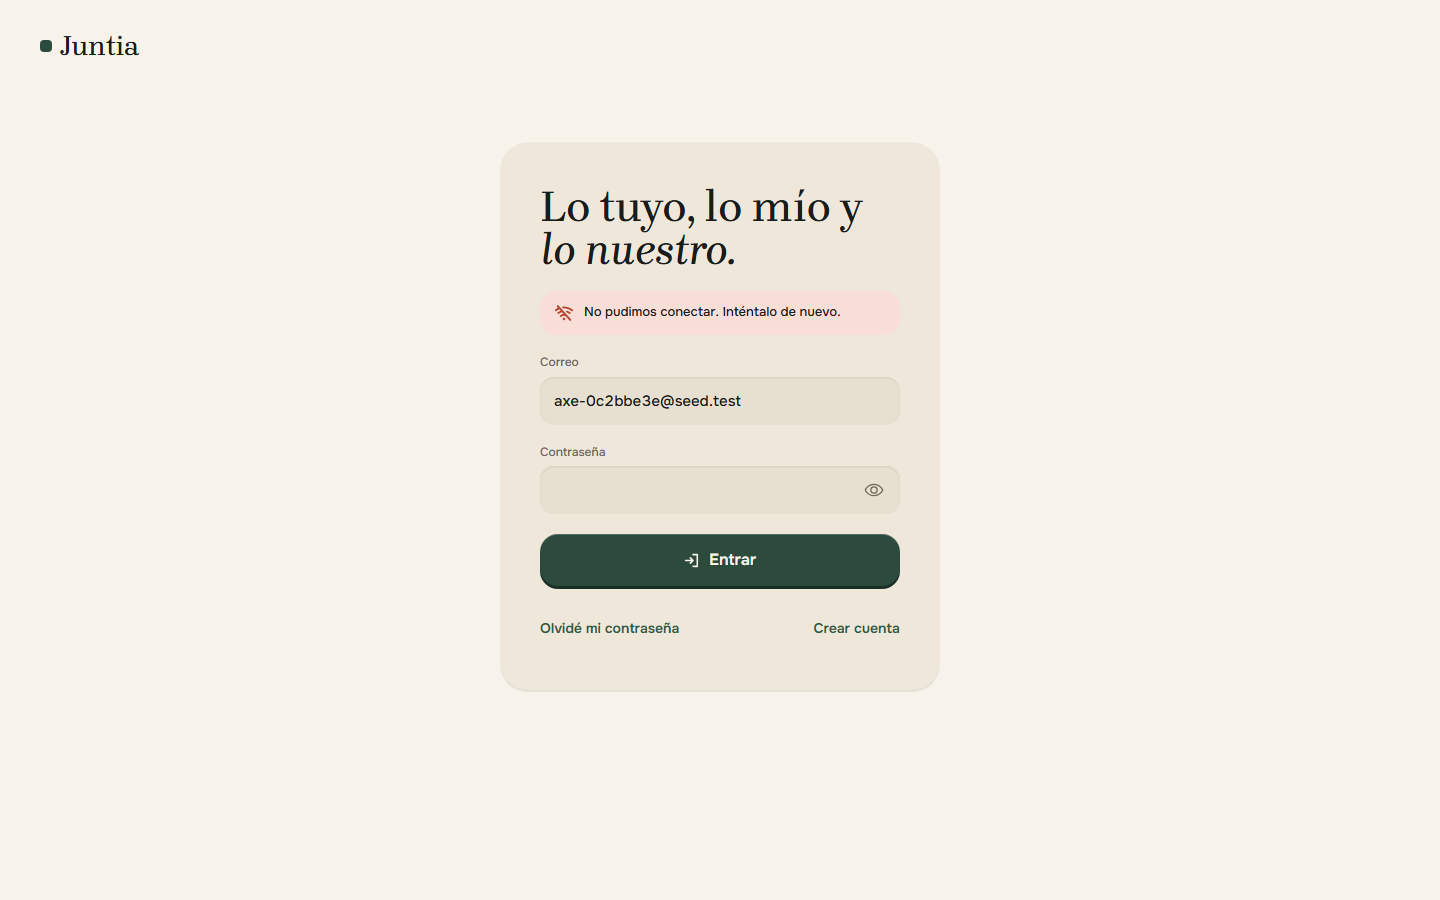 Juntia
Lo tuyo, lo mío y
lo nuestro.
No pudimos conectar. Inténtalo de nuevo.
Correo
axe-0c2bbe3e@seed.test
Contraseña
Entrar
Olvidé mi contraseña
Crear cuenta